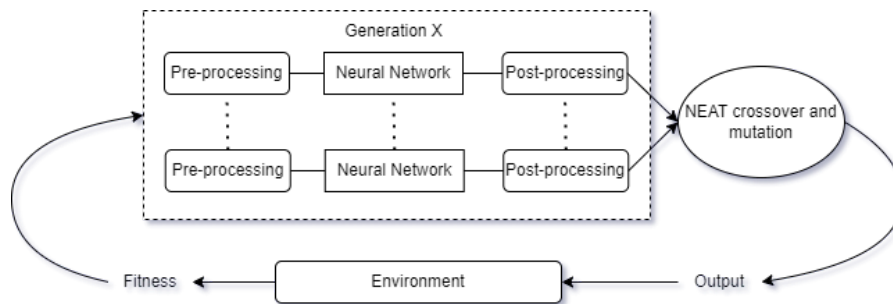 Generation X
Pre-processing Neural Network Post-processing
NEAT crossover and
mutation
Pre-processing Neural Network Post-processing
Fitness Environment Output